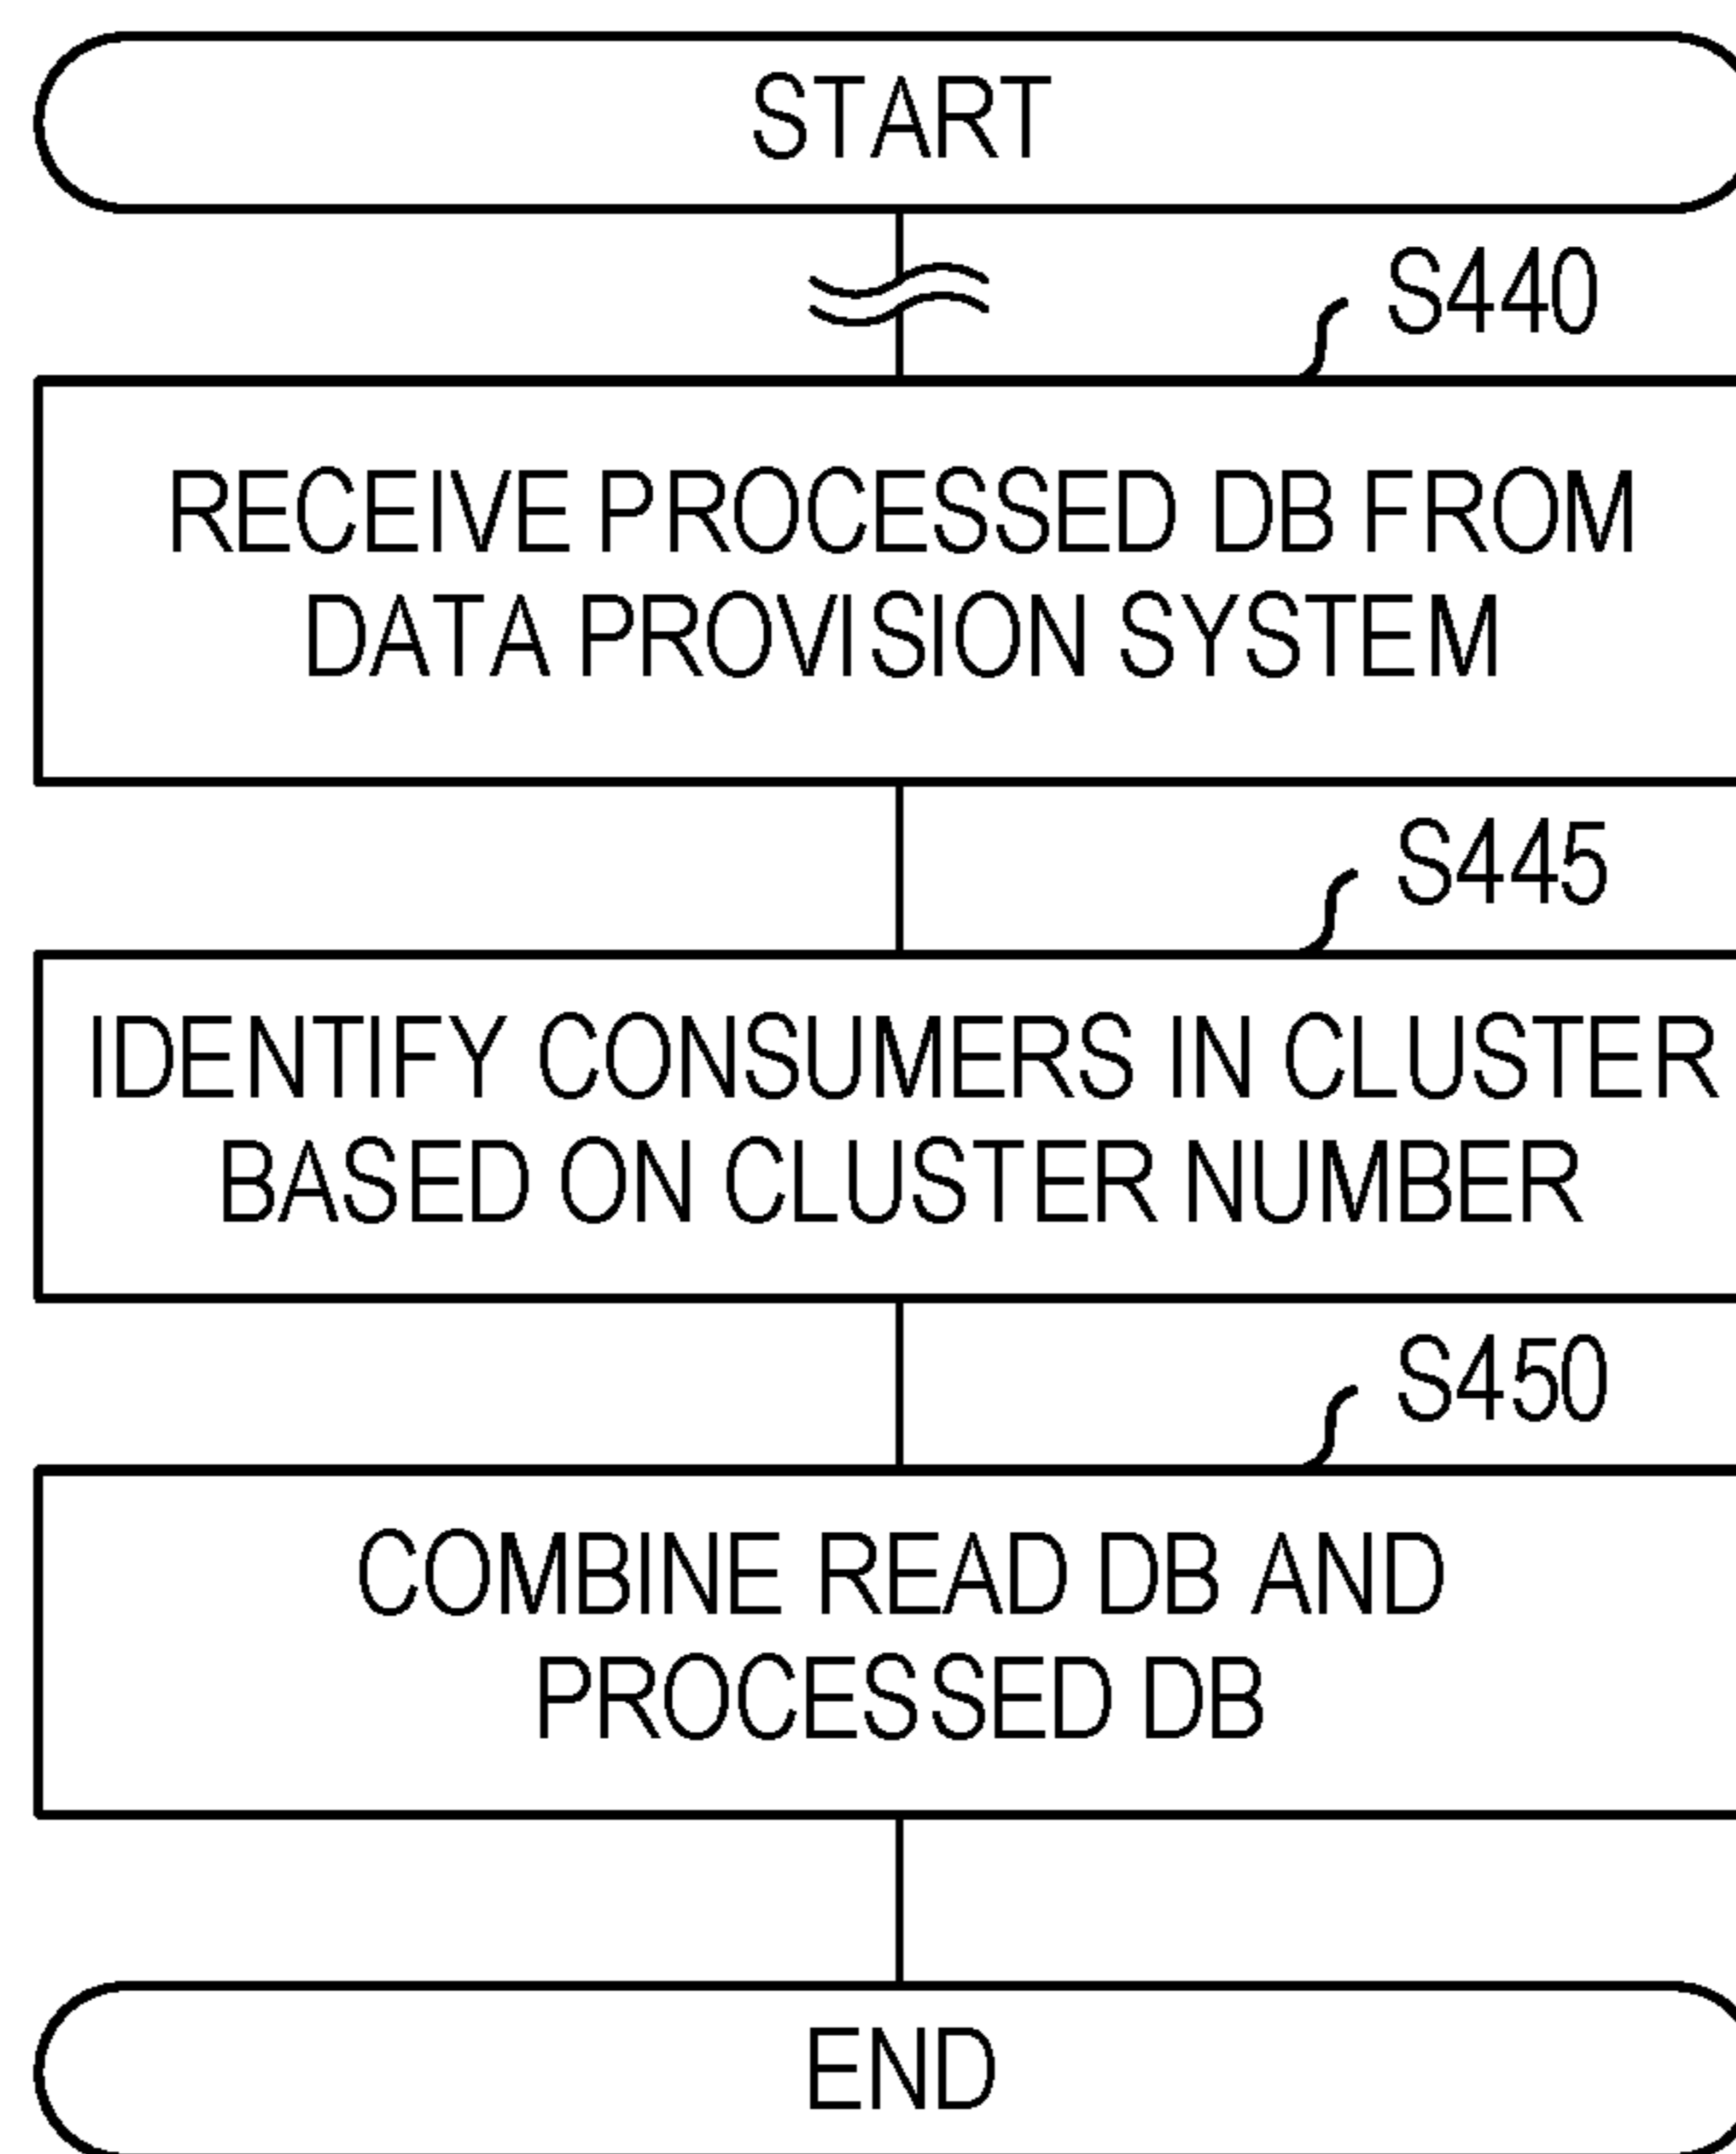 START
S440
RECEIVE PROCESSED DB FROM
DATA PROVISION SYSTEM
S445
IDENTIFY CONSUMERS IN CLUSTER
BASED ON CLUSTER NUMBER
S450
COMBINE READ DB AND
PROCESSED DB
END